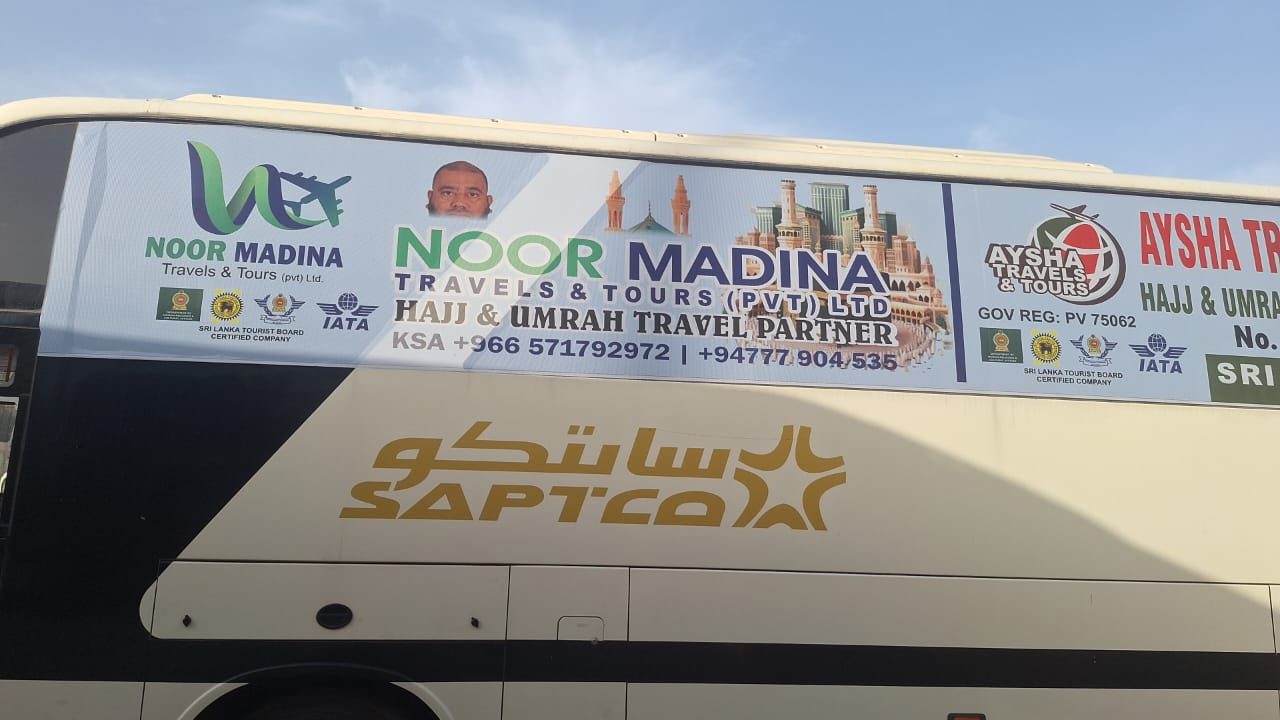 NOOR MADINA
Travels & Tours (pvt) Ltd.
SRI LANKA TOURIST BOARD
CERTIFIED COMPANY
IATA
NOOR MADINA
TRAVELS & TOURS (PVT) LTD
HAJJ & UMRAH TRAVEL PARTNER
KSA +966 571792972 | +94777 904 535
AYSHA
TRAVELS
& TOURS
GOV REG: PV 75062
SRI LANKA TOURIST BOARD
CERTIFIED COMPANY
IATA
AYSHA TR
HAJJ & UMRA
No.
SRI
سابتكو
SAPTCO